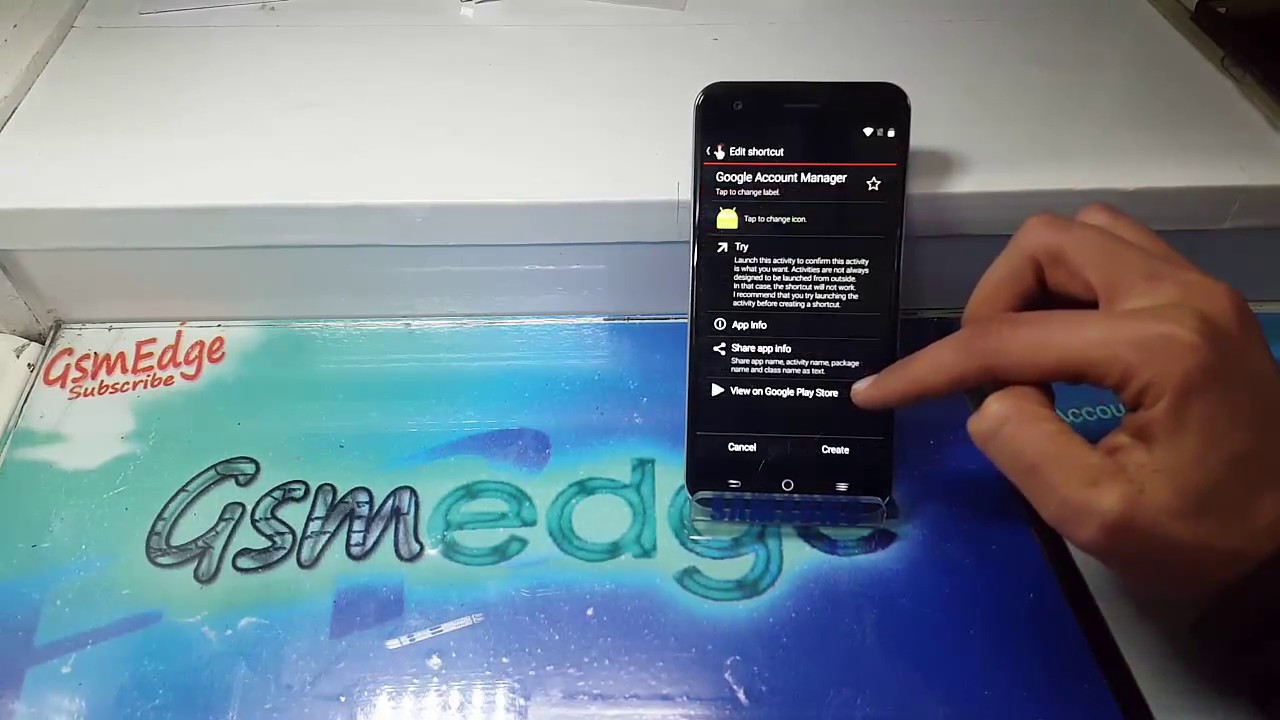 Edit shortcut
Google Account Manager
Tap to change label.
Tap to change icon.
Try
Launch this activity to confirm this activity
is what you want. Activities are not always
designed to be launched from outside.
In that case, the shortcut will not work.
I recommend that you try launching the
activity before creating a shortcut.
App info
Share app info
Share app name, activity name, package
name and class name as text.
View on Google Play Store
Cancel
Create
GsmEdge
Subscribe
Gsmedge